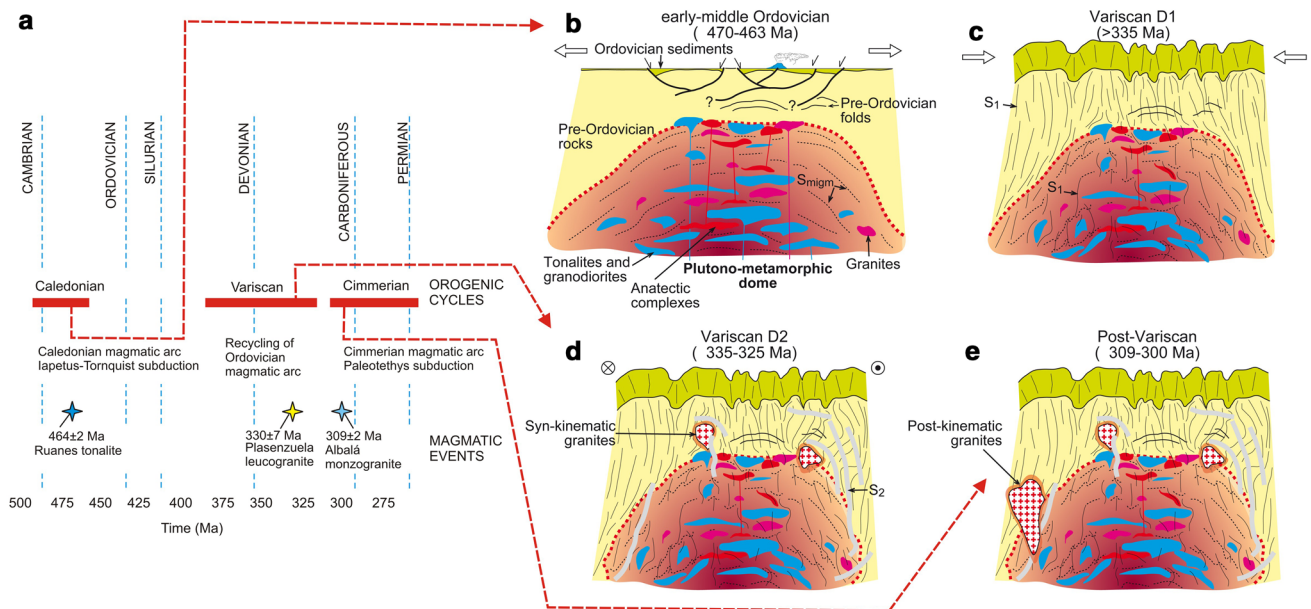 a
CAMBRIAN
ORDOVICIAN
SILURIAN
DEVONIAN
CARBONIFEROUS
PERMIAN
Caledonian
Variscan
Cimmerian
OROGENIC
CYCLES
Caledonian magmatic arc
Iapetus-Tornquist subduction
Recycling of
Ordovician
magmatic arc
Cimmerian magmatic arc
Paleotethys subduction
464±2 Ma
Ruanes tonalite
330±7 Ma
Plasenzuela
leucogranite
309±2 Ma
Albalá
monzogranite
MAGMATIC
EVENTS
500 475 450 400 350 300 275
Time (Ma)
b
early-middle Ordovician
( 470-463 Ma)
Ordovician sediments
? ?
Pre-Ordovician
folds
Pre-Ordovician
rocks
Smigm
Tonalites and
granodiorites
Anatectic
complexes
Plutono-metamorphic
dome
Granites
c
Variscan D1
(>335 Ma)
S1
S1
d
Variscan D2
( 335-325 Ma)
Syn-kinematic
granites
S2
e
Post-Variscan
( 309-300 Ma)
Post-kinematic
granites